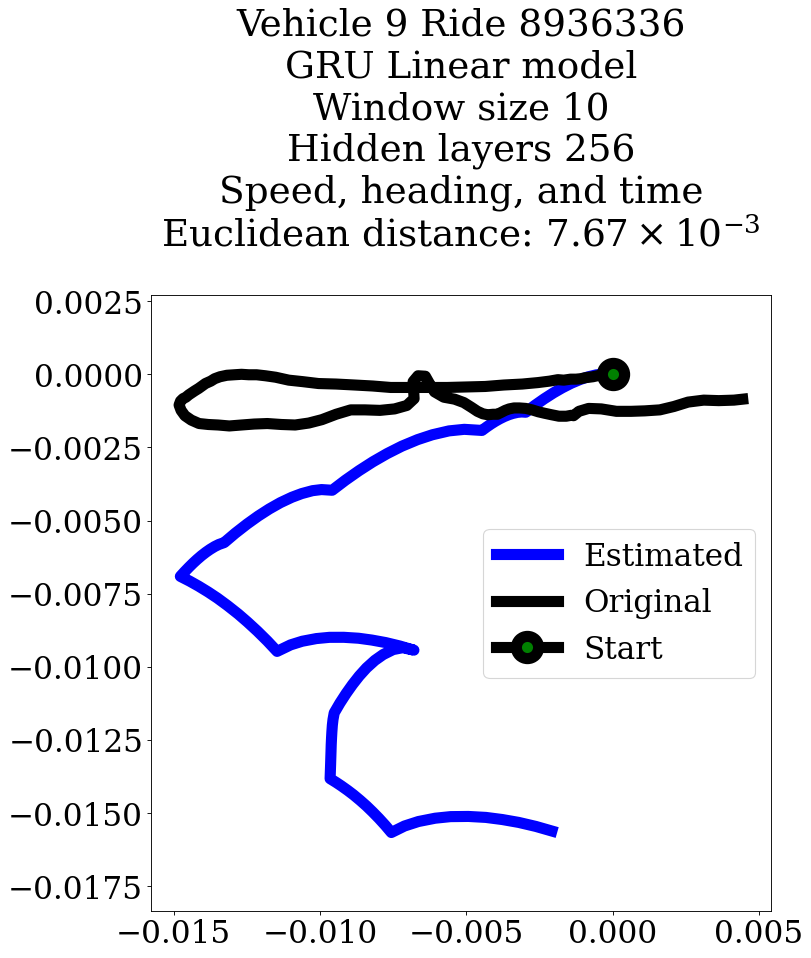 Vehicle 9 Ride 8936336
GRU Linear model
Window size 10
Hidden layers 256
Speed, heading, and time
Euclidean distance: 7.67 × 10⁻³
0.0025
0.0000
−0.0025
−0.0050
−0.0075
−0.0100
−0.0125
−0.0150
−0.0175
Estimated
Original
Start
−0.015 −0.010 −0.005 0.000 0.005